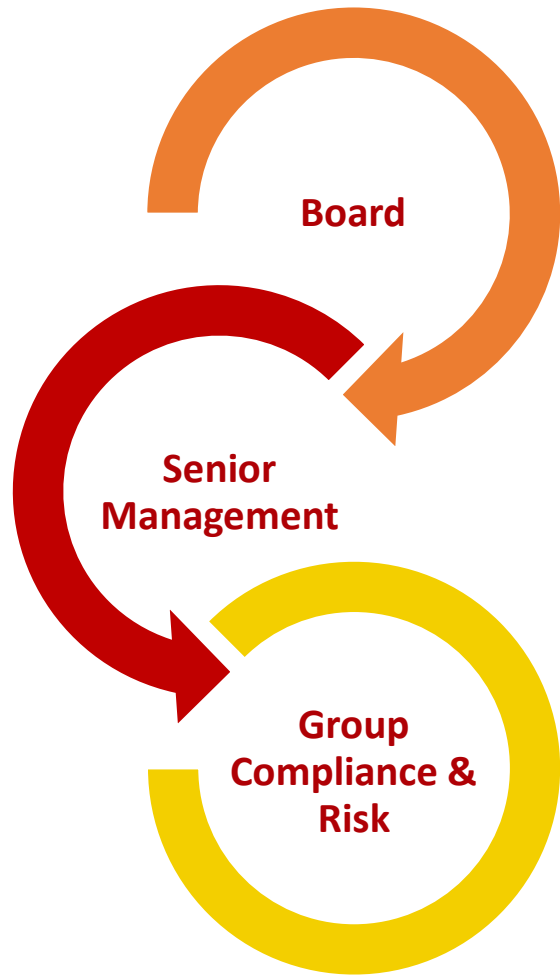 Board
Senior
Management
Group
Compliance &
Risk